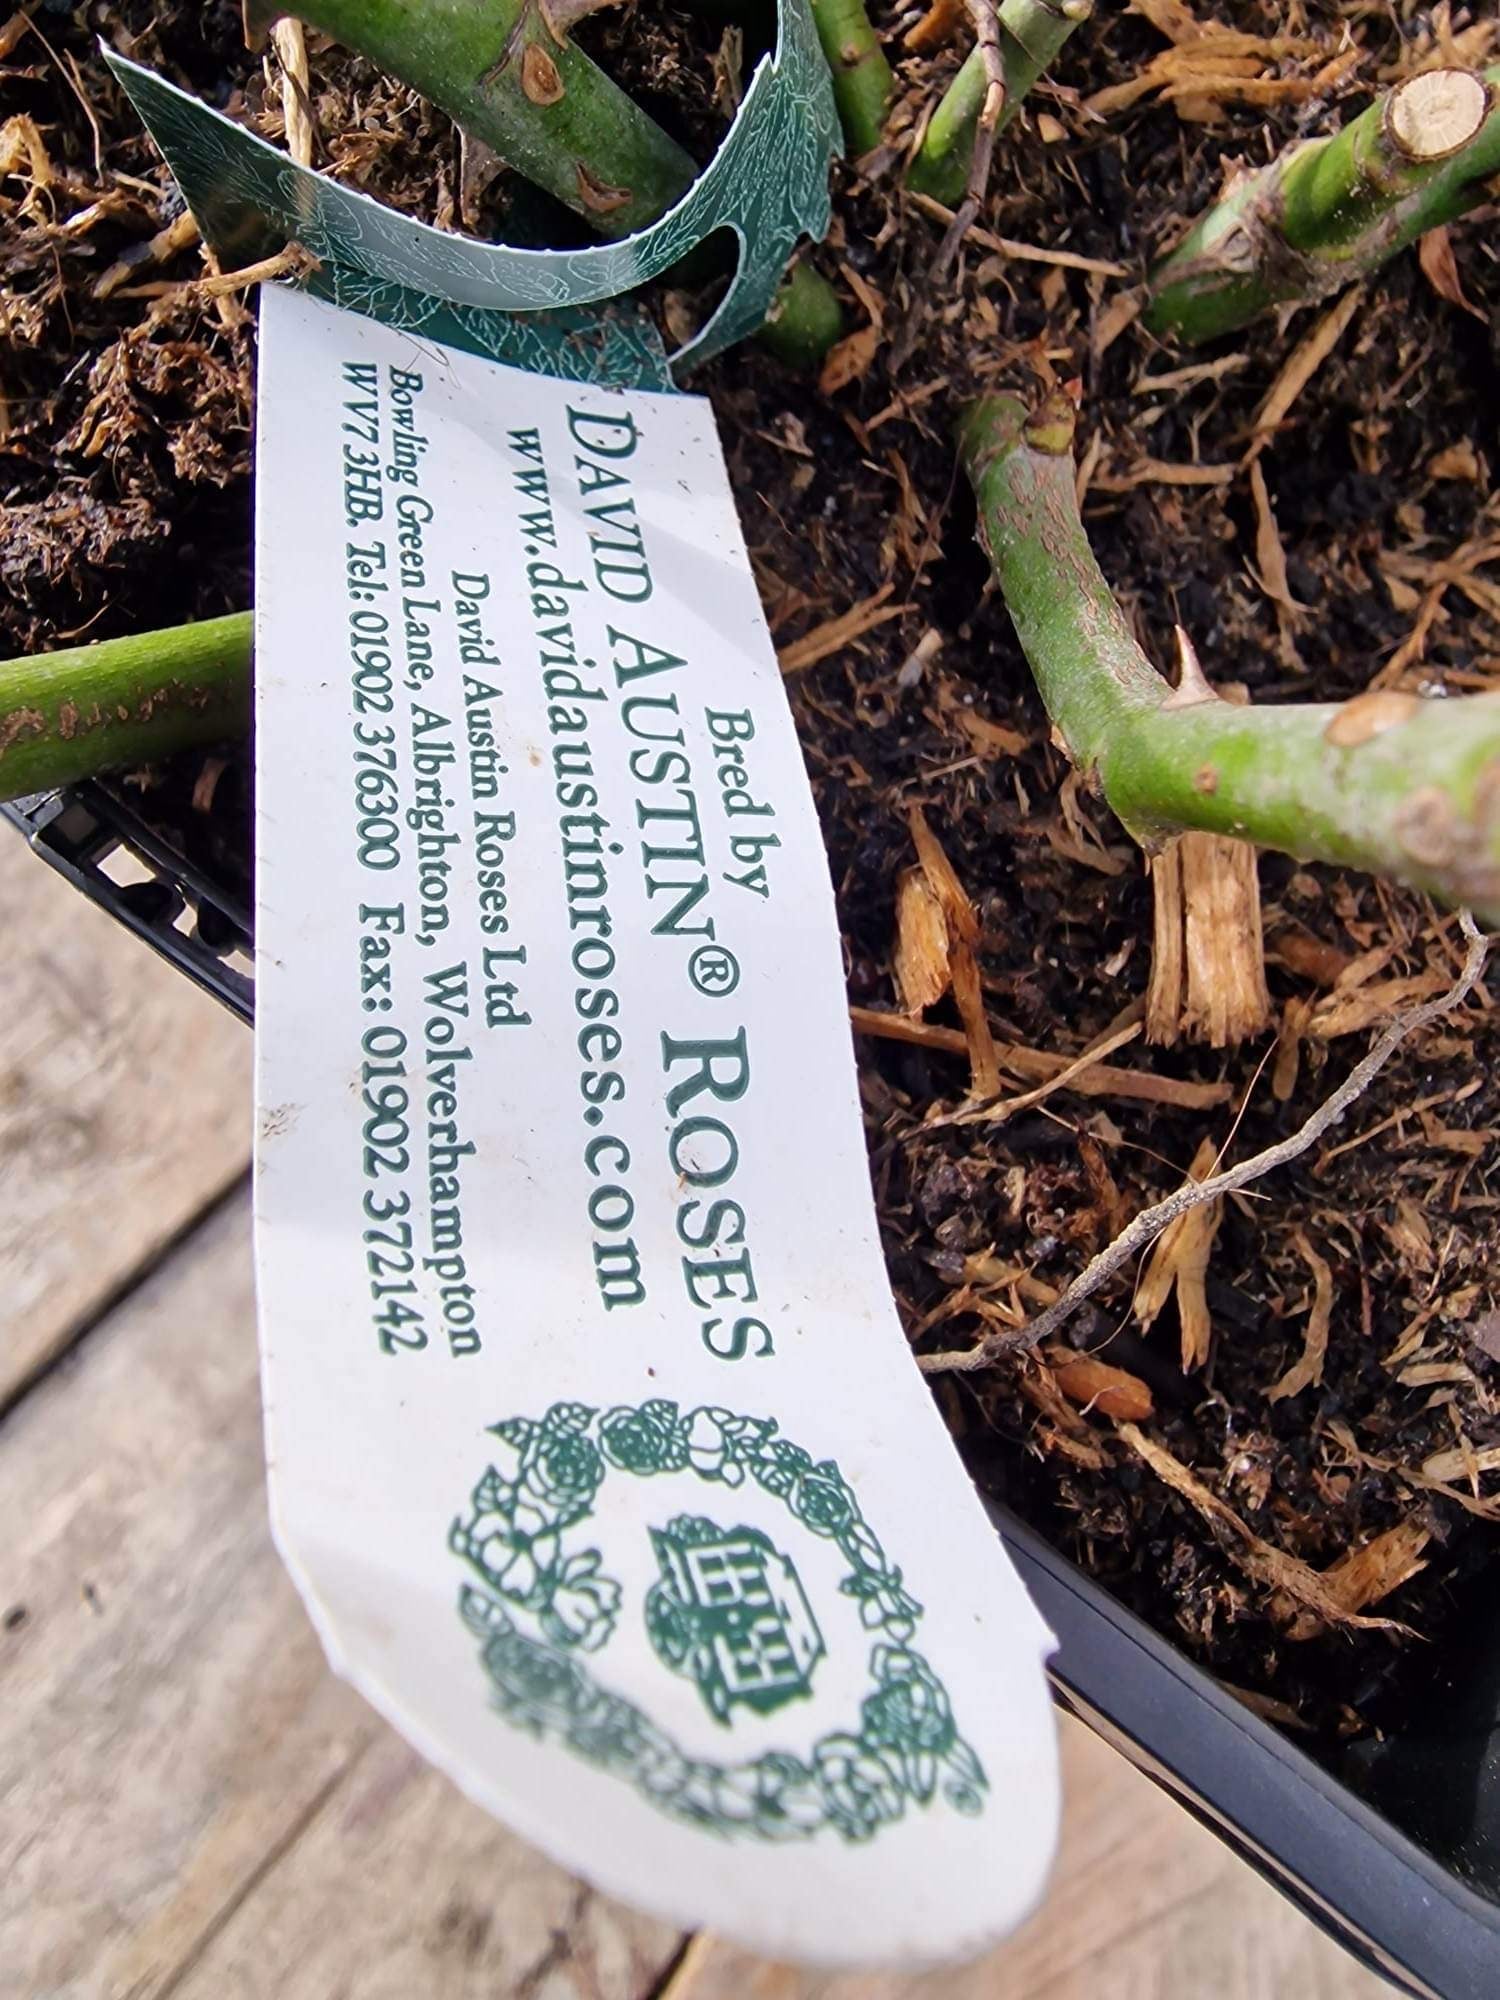 Bred by
DAVID AUSTIN® ROSES
www.davidaustinroses.com
David Austin Roses Ltd
Bowling Green Lane, Albrighton, Wolverhampton
WV7 3HB. Tel: 01902 376300 Fax: 01902 372142